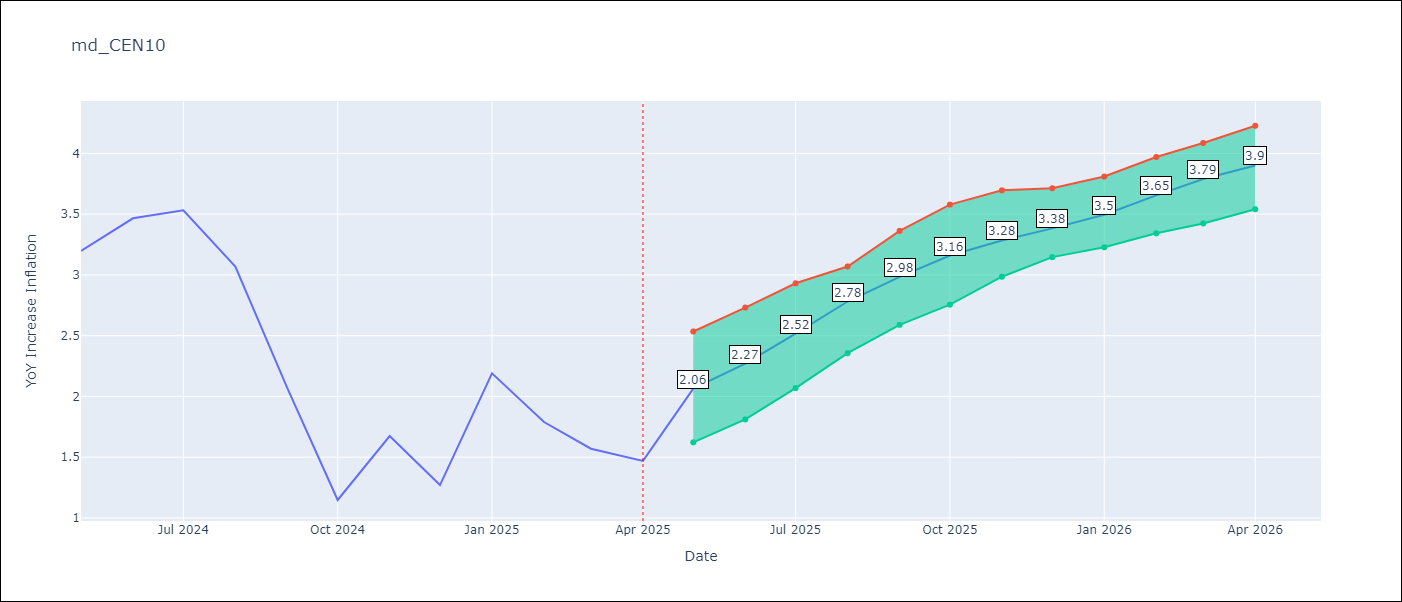 md_CEN10
YoY Increase Inflation
4
3.5
3
2.5
2
1.5
1
2.06
2.27
2.52
2.78
2.98
3.16
3.28
3.38
3.5
3.65
3.79
3.9
Jul 2024
Oct 2024
Jan 2025
Apr 2025
Jul 2025
Oct 2025
Jan 2026
Apr 2026
Date